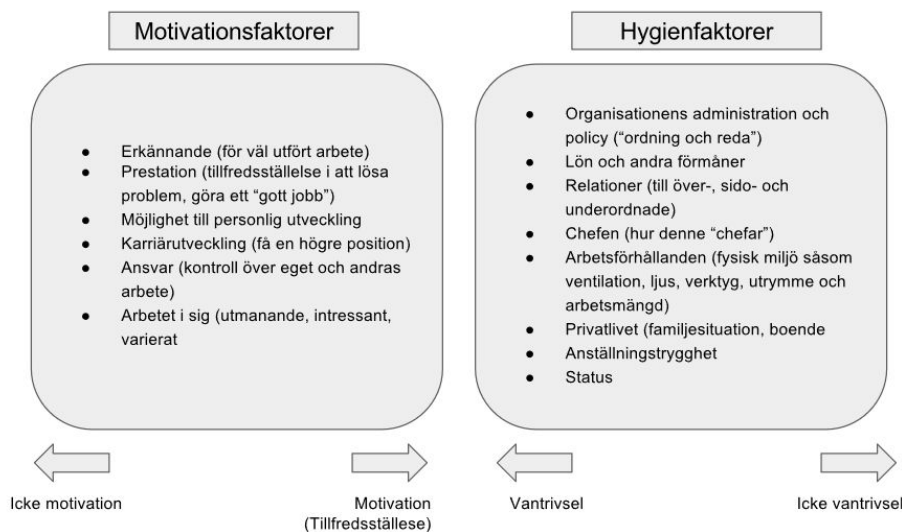 Motivationsfaktorer
● Erkännande (för väl utfört arbete)
● Prestation (tillfredsställelse i att lösa
problem, göra ett “gott jobb”)
● Möjlighet till personlig utveckling
● Karriärutveckling (få en högre position)
● Ansvar (kontroll över eget och andras
arbete)
● Arbetet i sig (utmanande, intressant,
varierat
Icke motivation
Motivation
(Tillfredsställese)
Hygienfaktorer
● Organisationens administration och
policy (“ordning och reda”)
● Lön och andra förmåner
● Relationer (till över-, sido- och
underordnade)
● Chefen (hur denne “chefar”)
● Arbetsförhållanden (fysisk miljö såsom
ventilation, ljus, verktyg, utrymme och
arbetsmängd)
● Privatlivet (familjesituation, boende
● Anställningstrygghet
● Status
Vantrivsel
Icke vantrivsel